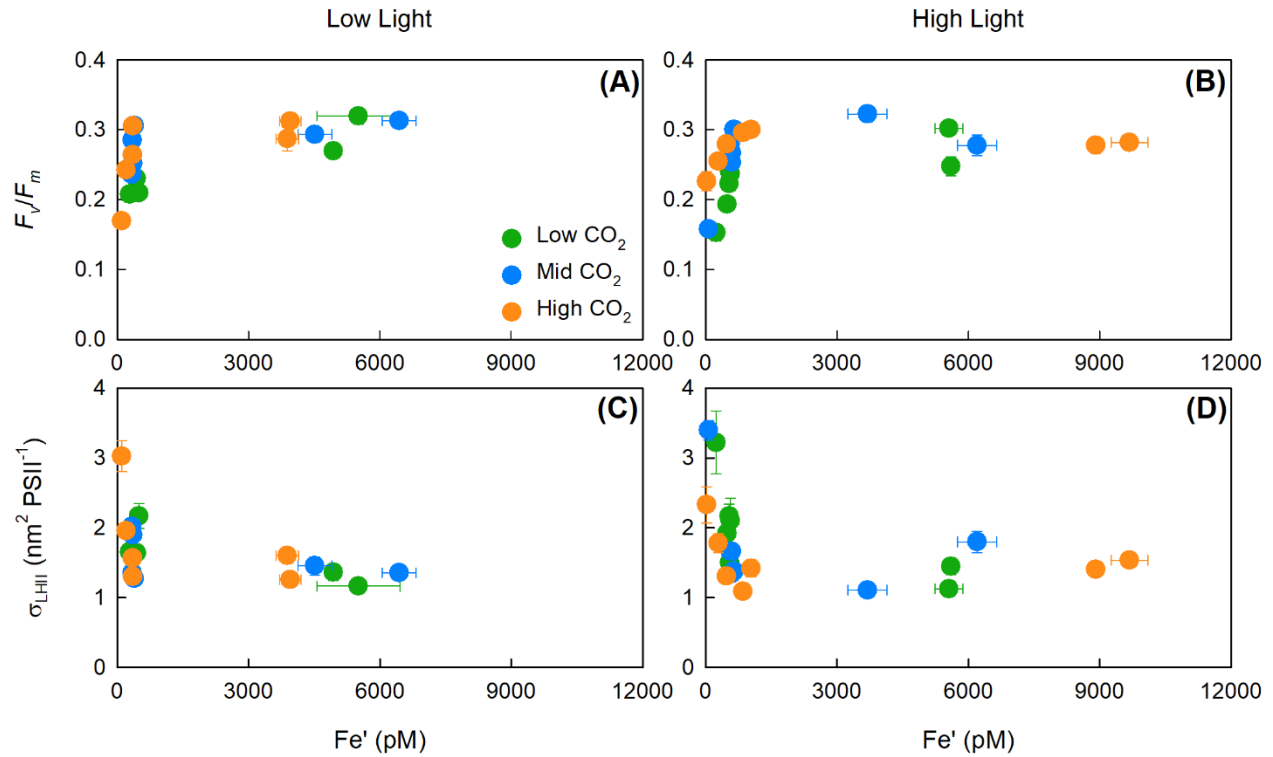 Low Light
High Light
0.4
0.3
0.2
0.1
0.0
F_v/F_m
(A)
Low CO₂
Mid CO₂
High CO₂
0 3000 6000 9000 12000
0.4
0.3
0.2
0.1
0.0
(B)
0 3000 6000 9000 12000
4
3
2
1
0
σ_LHII (nm² PSII⁻¹)
(C)
0 3000 6000 9000 12000
Fe' (pM)
4
3
2
1
0
(D)
0 3000 6000 9000 12000
Fe' (pM)